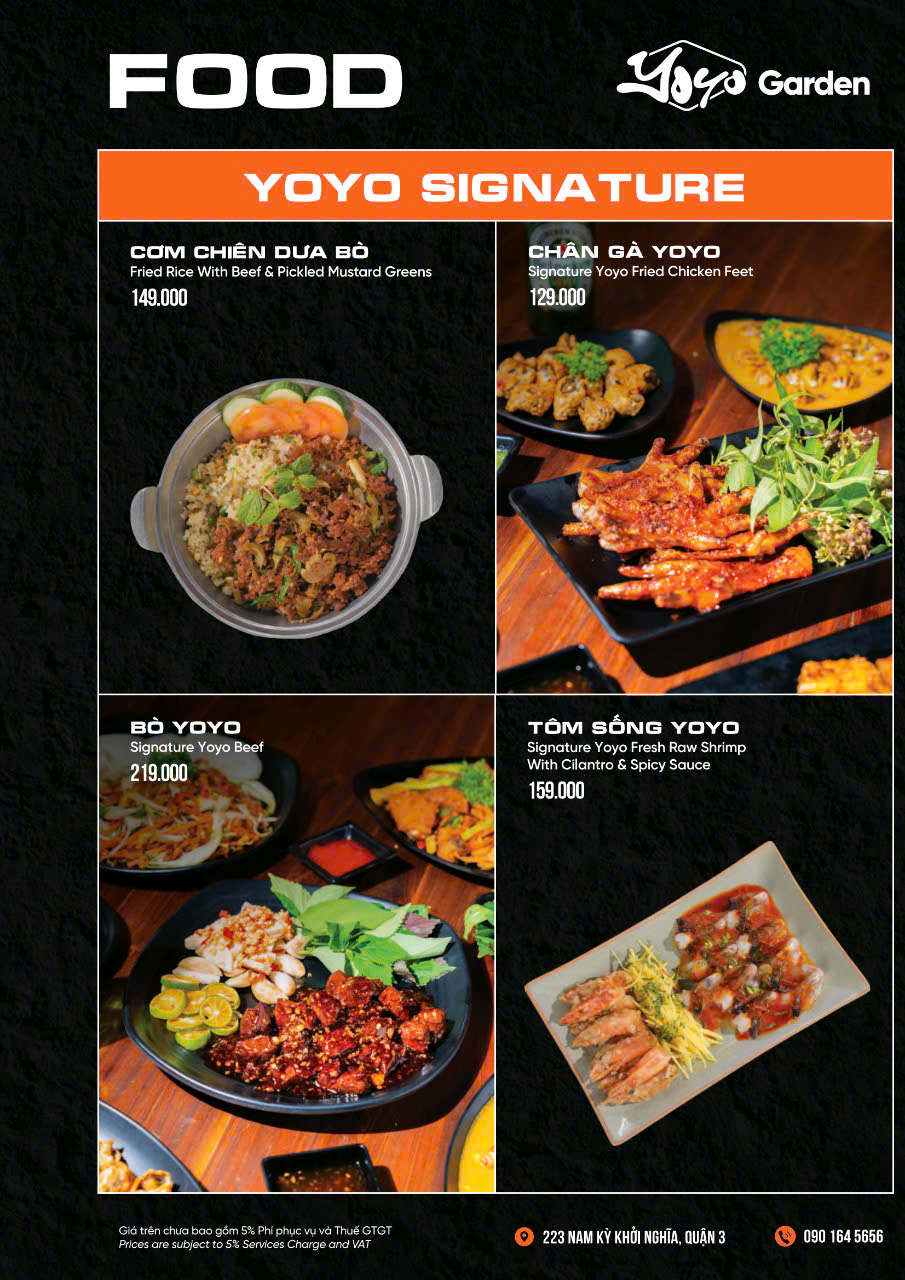 FOOD
Yoyo Garden
YOYO SIGNATURE
CƠM CHIÊN DƯA BÒ
Fried Rice With Beef & Pickled Mustard Greens
149.000
CHÂN GÀ YOYO
Signature Yoyo Fried Chicken Feet
129.000
BÒ YOYO
Signature Yoyo Beef
219.000
TÔM SỐNG YOYO
Signature Yoyo Fresh Raw Shrimp
With Cilantro & Spicy Sauce
159.000
Giá trên chưa bao gồm 5% Phí phục vụ và Thuế GTGT
Prices are subject to 5% Services Charge and VAT
223 NAM KỲ KHỞI NGHĨA, QUẬN 3
090 164 5656